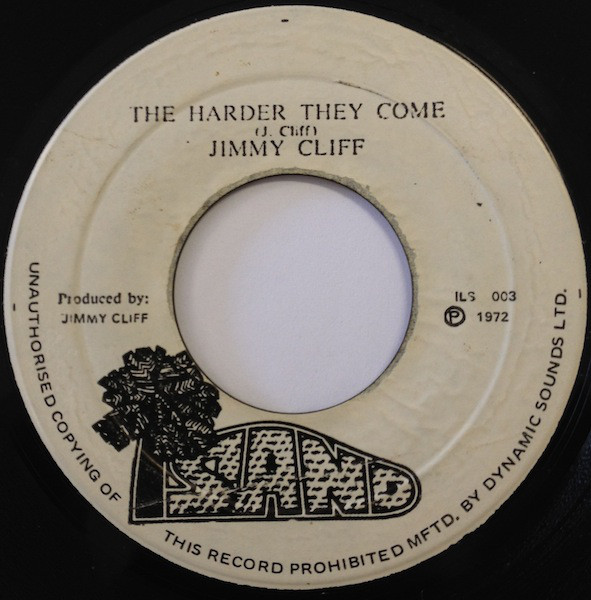 THE HARDER THEY COME
(J. Cliff)
JIMMY CLIFF
Produced by:
JIMMY CLIFF
ILS 003
℗ 1972
ISLAND
UNAUTHORISED COPYING OF THIS RECORD PROHIBITED MFTD. BY DYNAMIC SOUNDS LTD.